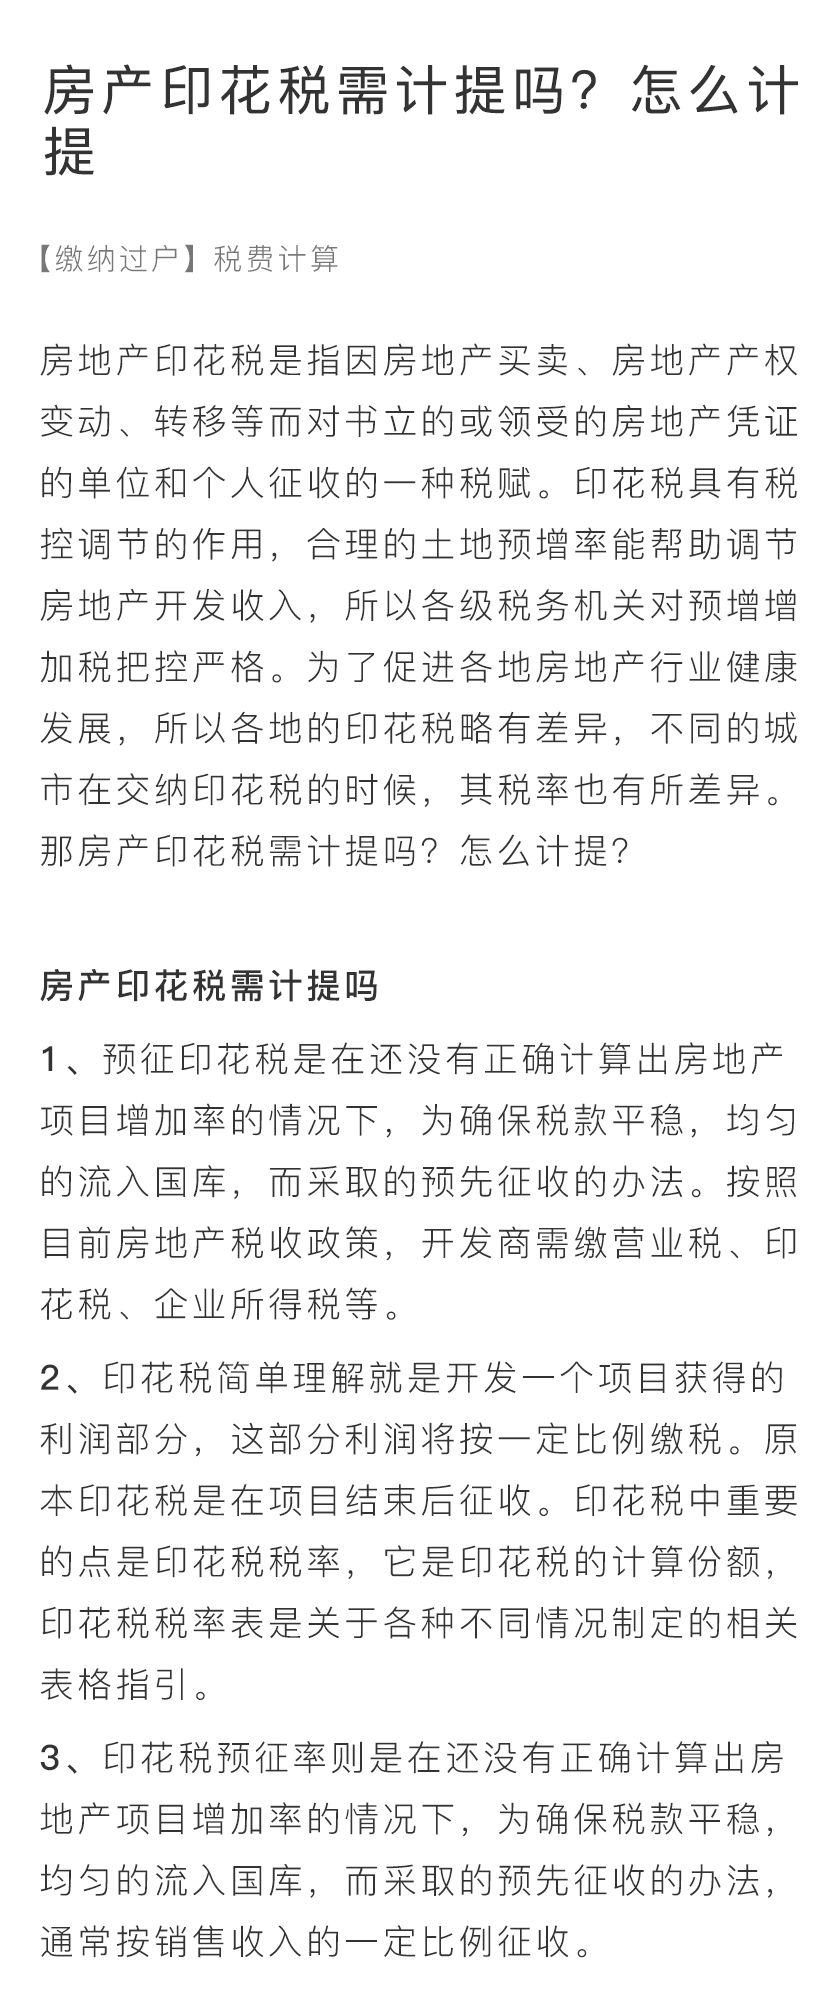 房产印花税需计提吗？怎么计
提
【缴纳过户】税费计算
房地产印花税是指因房地产买卖、房地产产权
变动、转移等而对书立的或领受的房地产凭证
的单位和个人征收的一种税赋。印花税具有税
控调节的作用，合理的土地预增率能帮助调节
房地产开发收入，所以各级税务机关对预增增
加税把控严格。为了促进各地房地产行业健康
发展，所以各地的印花税略有差异，不同的城
市在交纳印花税的时候，其税率也有所差异。
那房产印花税需计提吗？怎么计提？
房产印花税需计提吗
1、预征印花税是在还没有正确计算出房地产
项目增加率的情况下，为确保税款平稳，均匀
的流入国库，而采取的预先征收的办法。按照
目前房地产税收政策，开发商需缴营业税、印
花税、企业所得税等。
2、印花税简单理解就是开发一个项目获得的
利润部分，这部分利润将按一定比例缴税。原
本印花税是在项目结束后征收。印花税中重要
的点是印花税税率，它是印花税的计算份额，
印花税税率表是关于各种不同情况制定的相关
表格指引。
3、印花税预征率则是在还没有正确计算出房
地产项目增加率的情况下，为确保税款平稳，
均匀的流入国库，而采取的预先征收的办法，
通常按销售收入的一定比例征收。